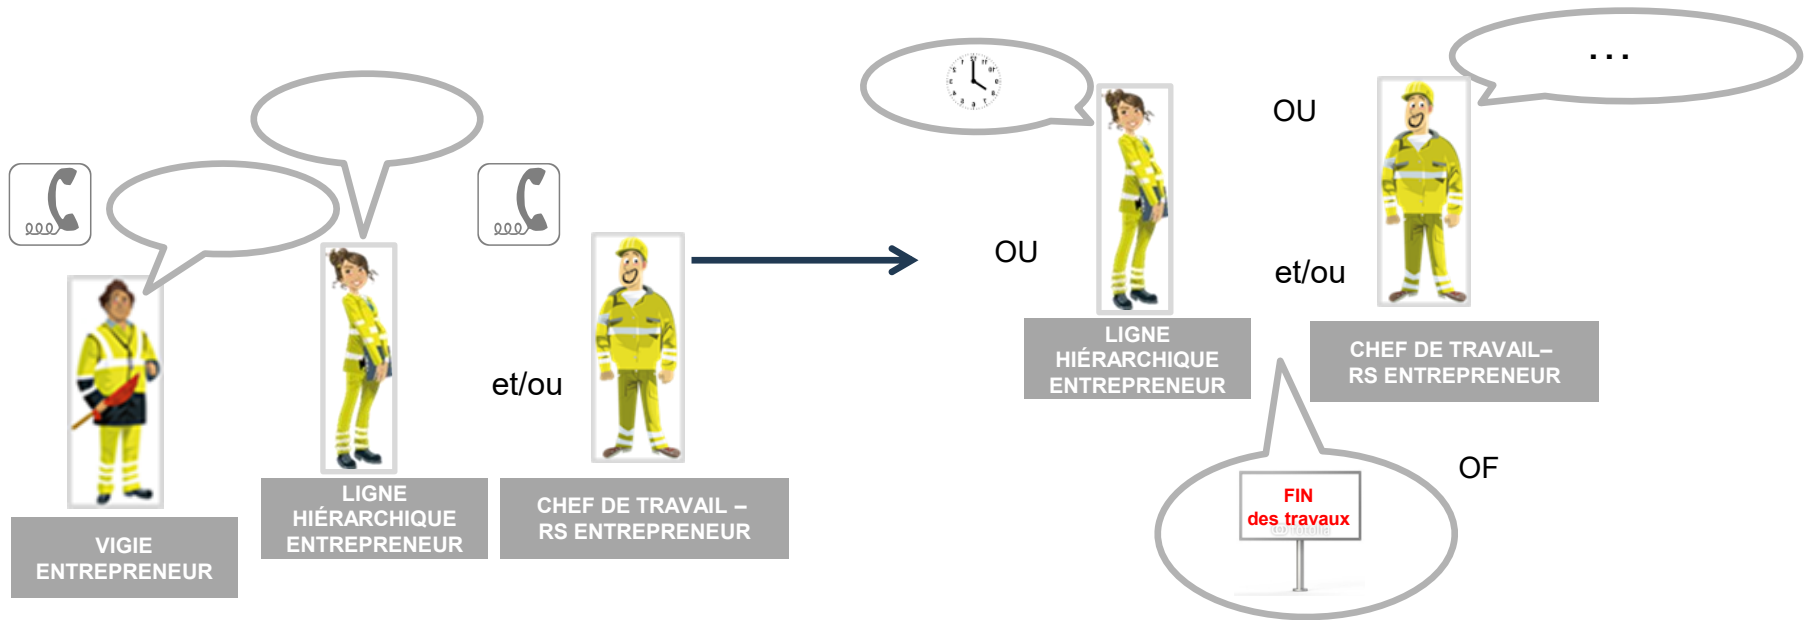 VIGIE
ENTREPRENEUR
LIGNE
HIÉRARCHIQUE
ENTREPRENEUR
et/ou
CHEF DE TRAVAIL –
RS ENTREPRENEUR
OU
LIGNE
HIÉRARCHIQUE
ENTREPRENEUR
OU
et/ou
...
CHEF DE TRAVAIL–
RS ENTREPRENEUR
FIN
des travaux
OF